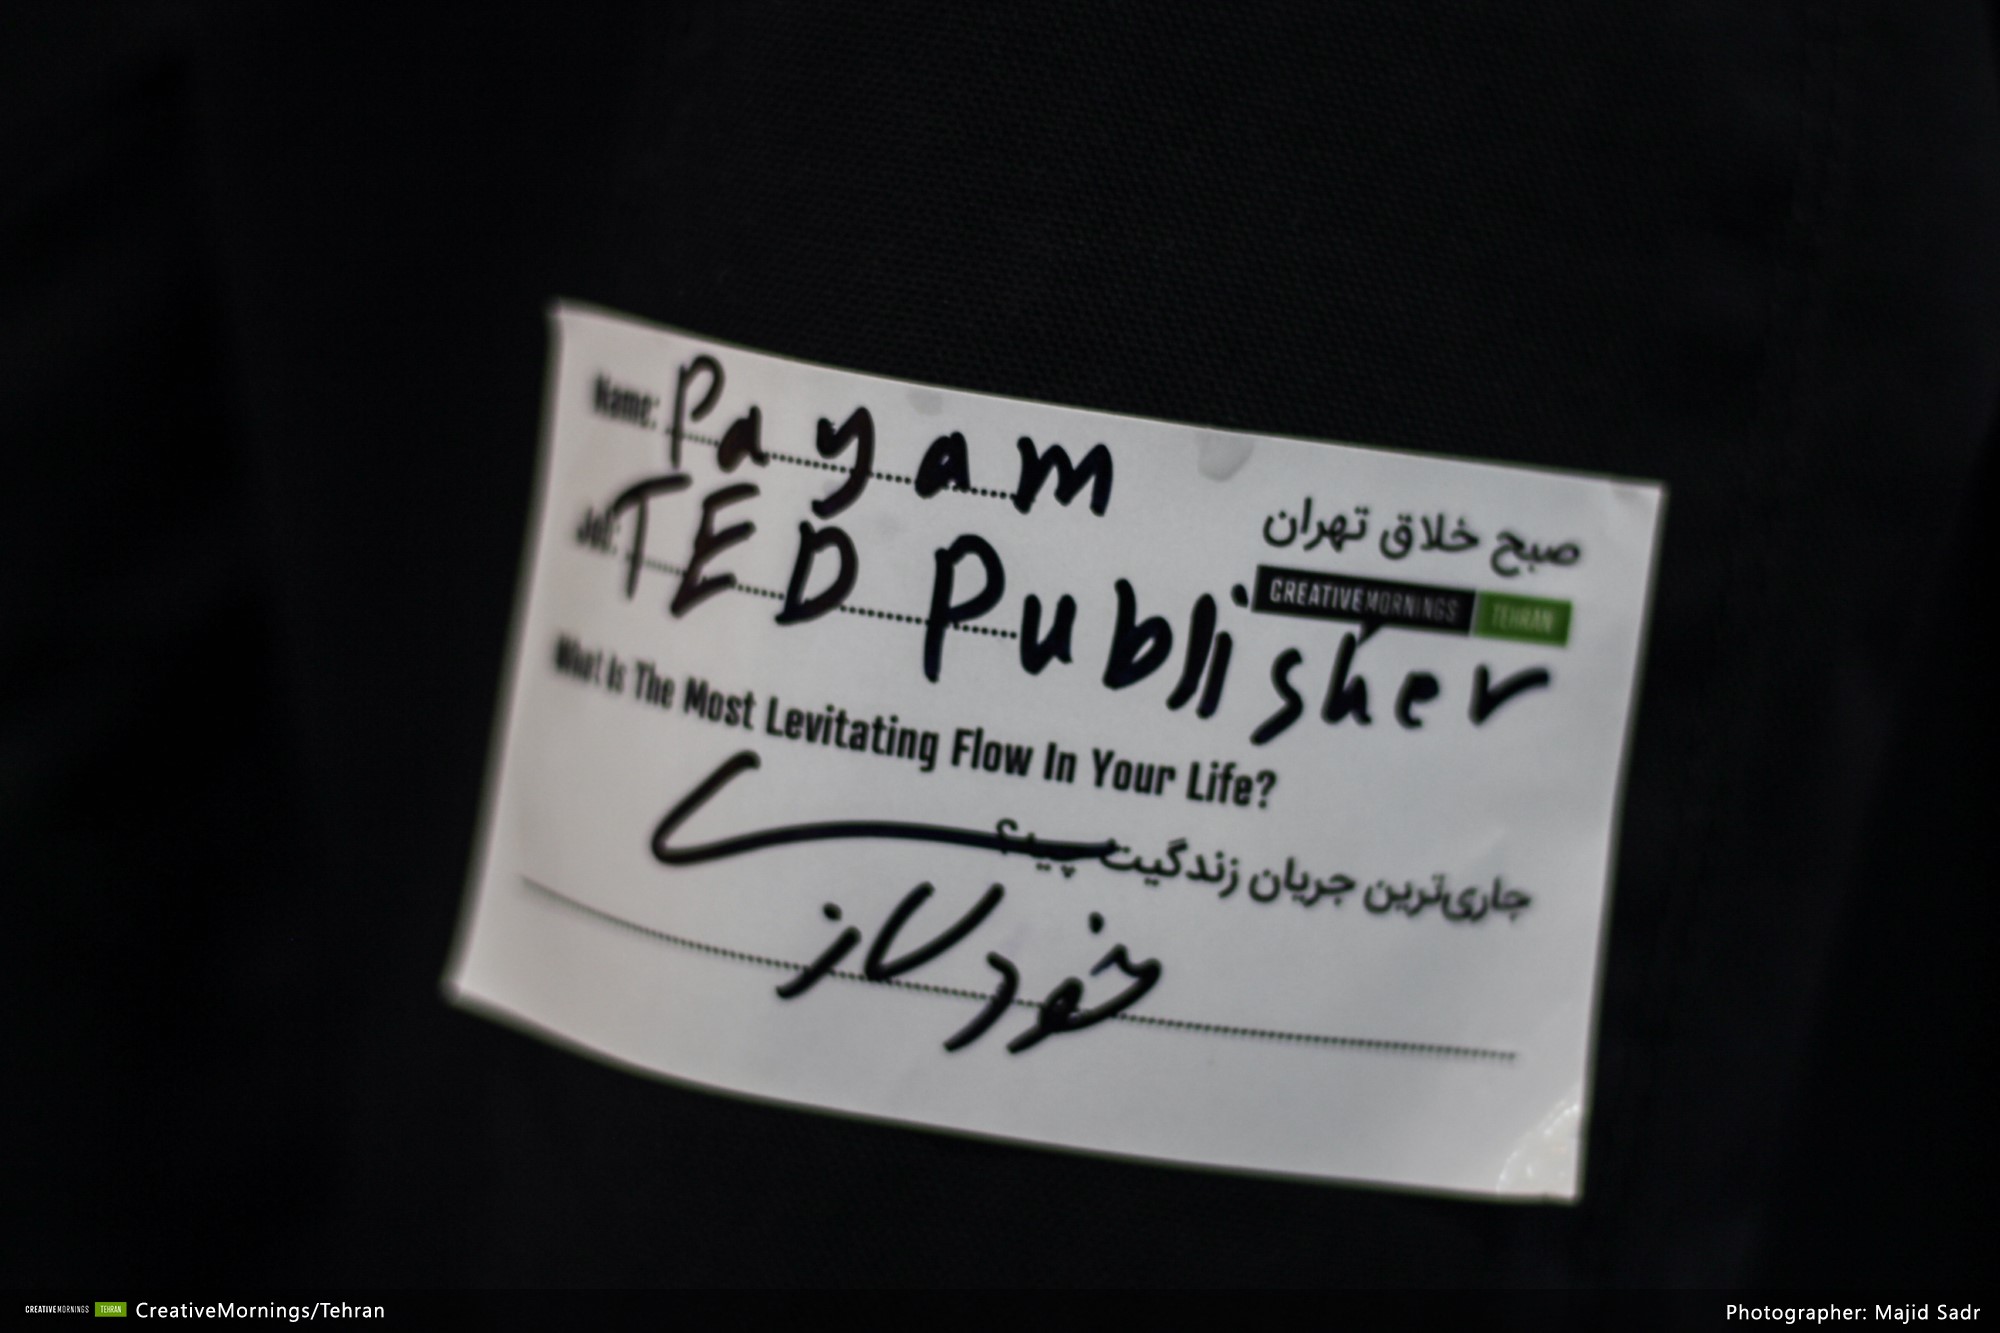 Name: Payam
Job: TED Publisher
صبح خلاق تهران
CREATIVEMORNINGS TEHRAN
What Is The Most Levitating Flow In Your Life?
جاری‌ترین جریان زندگیت چیه؟
CREATIVEMORNINGS TEHRAN CreativeMornings/Tehran
Photographer: Majid Sadr